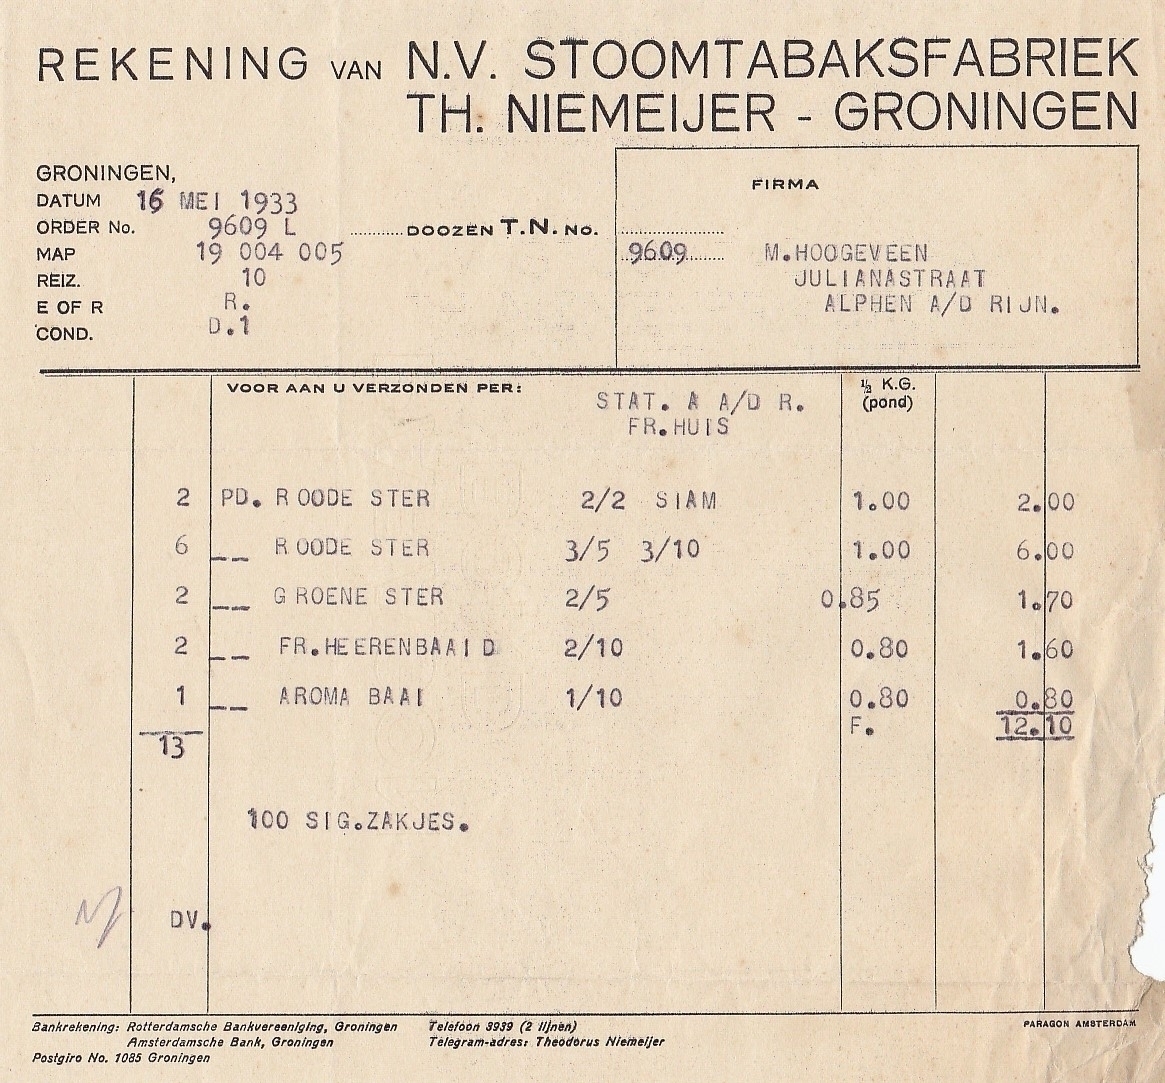 REKENING VAN N.V. STOOMTABAKSFABRIEK
TH. NIEMEIJER - GRONINGEN
GRONINGEN,
DATUM 16 MEI 1933
ORDER No. 9609 L
MAP 19 004 005
REIZ. 10
E OF R R.
COND. D.1
DOOZEN T.N. No. 9609
FIRMA
M.HOOGEVEEN
JULIANASTRAAT
ALPHEN A/D RIJN.
VOOR AAN U VERZONDEN PER: STAT. A A/D R.
FR.HUIS
½ K.G.
(pond)
2 PD. ROODE STER 2/2 SIAM 1.00 2.00
6 __ ROODE STER 3/5 3/10 1.00 6.00
2 __ GROENE STER 2/5 0.85 1.70
2 __ FR.HEERENBAAI D 2/10 0.80 1.60
1 __ AROMA BAAI 1/10 0.80 0.80
F. 12.10
13
100 SIG.ZAKJES.
DV.
Bankrekening: Rotterdamsche Bankvereeniging, Groningen Telefoon 3939 (2 lijnen)
Amsterdamsche Bank, Groningen Telegram-adres: Theodorus Niemeijer
Postgiro No. 1085 Groningen
PARAGON AMSTERDAM